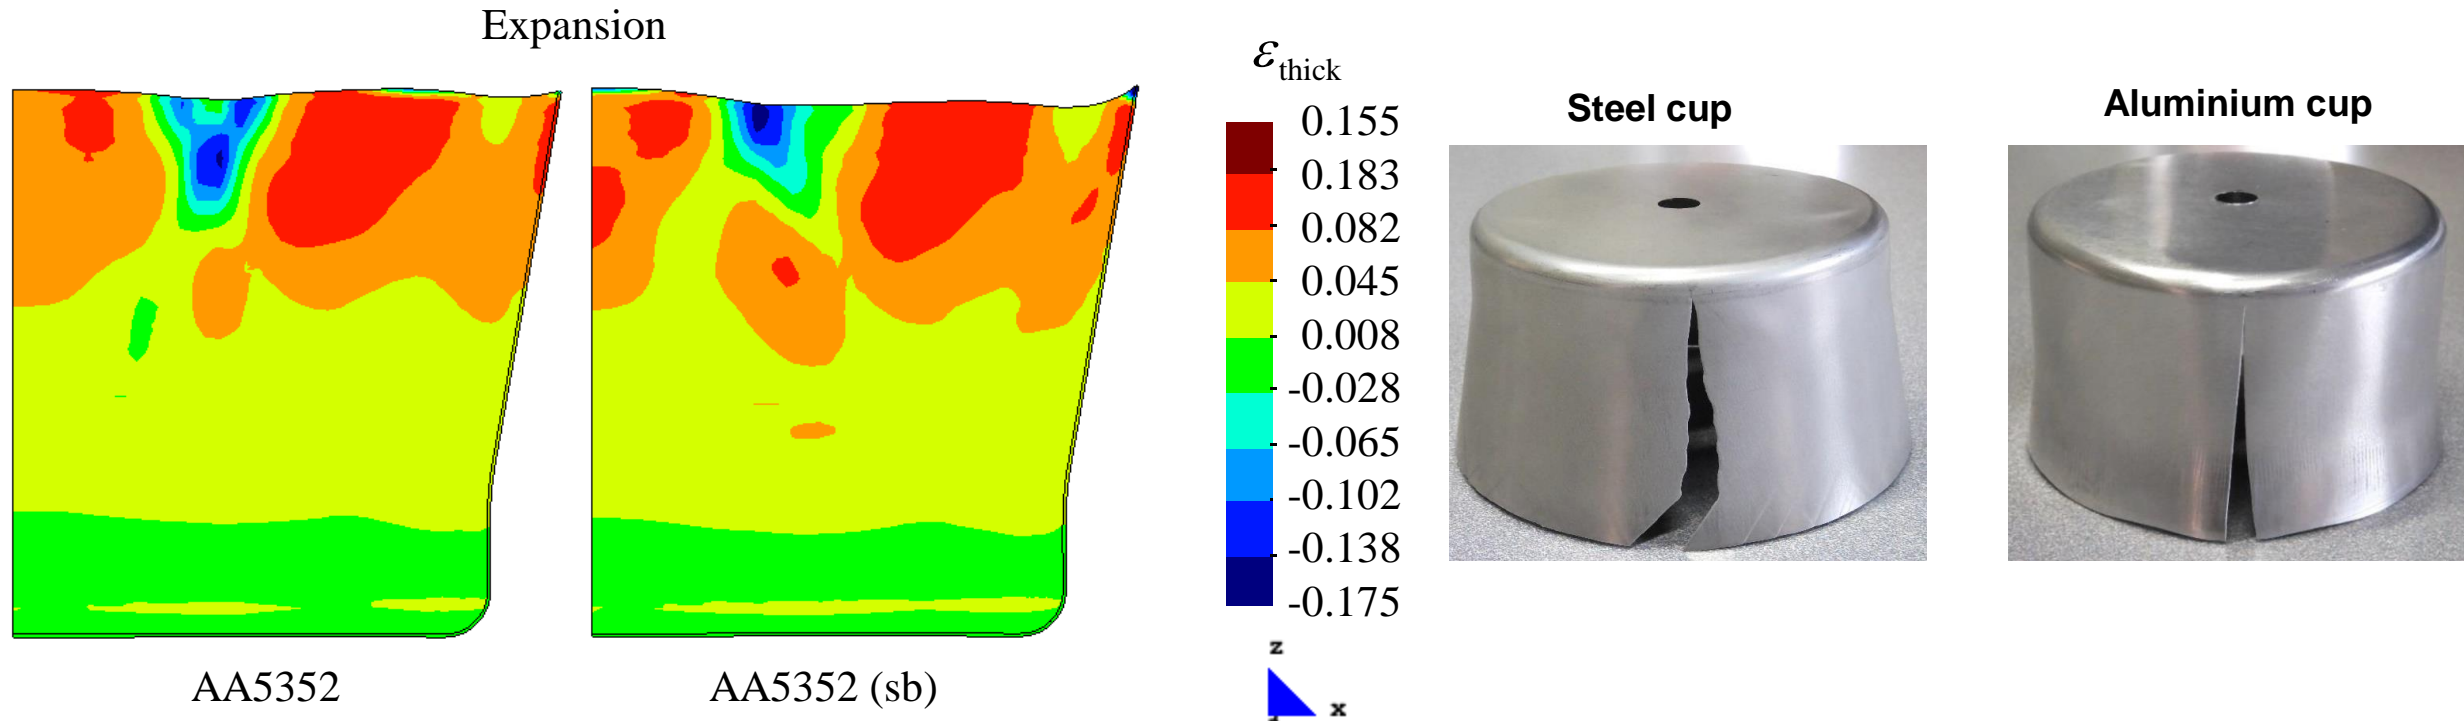 Expansion
εthick
0.155
0.183
0.082
0.045
0.008
-0.028
-0.065
-0.102
-0.138
-0.175
z
x
AA5352
AA5352 (sb)
Steel cup
Aluminium cup